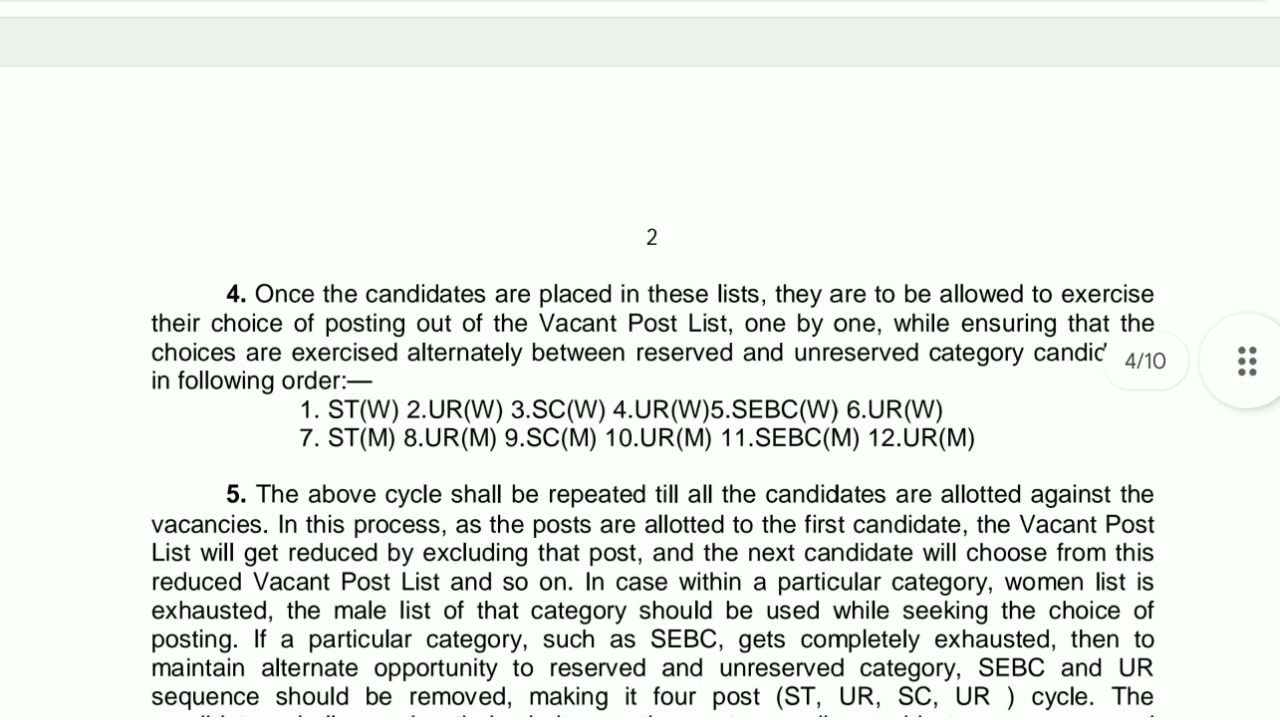 2
4. Once the candidates are placed in these lists, they are to be allowed to exercise
their choice of posting out of the Vacant Post List, one by one, while ensuring that the
choices are exercised alternately between reserved and unreserved category
4/10
in following order:—
1. ST(W) 2.UR(W) 3.SC(W) 4.UR(W)5.SEBC(W) 6.UR(W)
7. ST(M) 8.UR(M) 9.SC(M) 10.UR(M) 11.SEBC(M) 12.UR(M)
5. The above cycle shall be repeated till all the candidates are allotted against the
vacancies. In this process, as the posts are allotted to the first candidate, the Vacant Post
List will get reduced by excluding that post, and the next candidate will choose from this
reduced Vacant Post List and so on. In case within a particular category, women list is
exhausted, the male list of that category should be used while seeking the choice of
posting. If a particular category, such as SEBC, gets completely exhausted, then to
maintain alternate opportunity to reserved and unreserved category, SEBC and UR
sequence should be removed, making it four post (ST, UR, SC, UR ) cycle. The